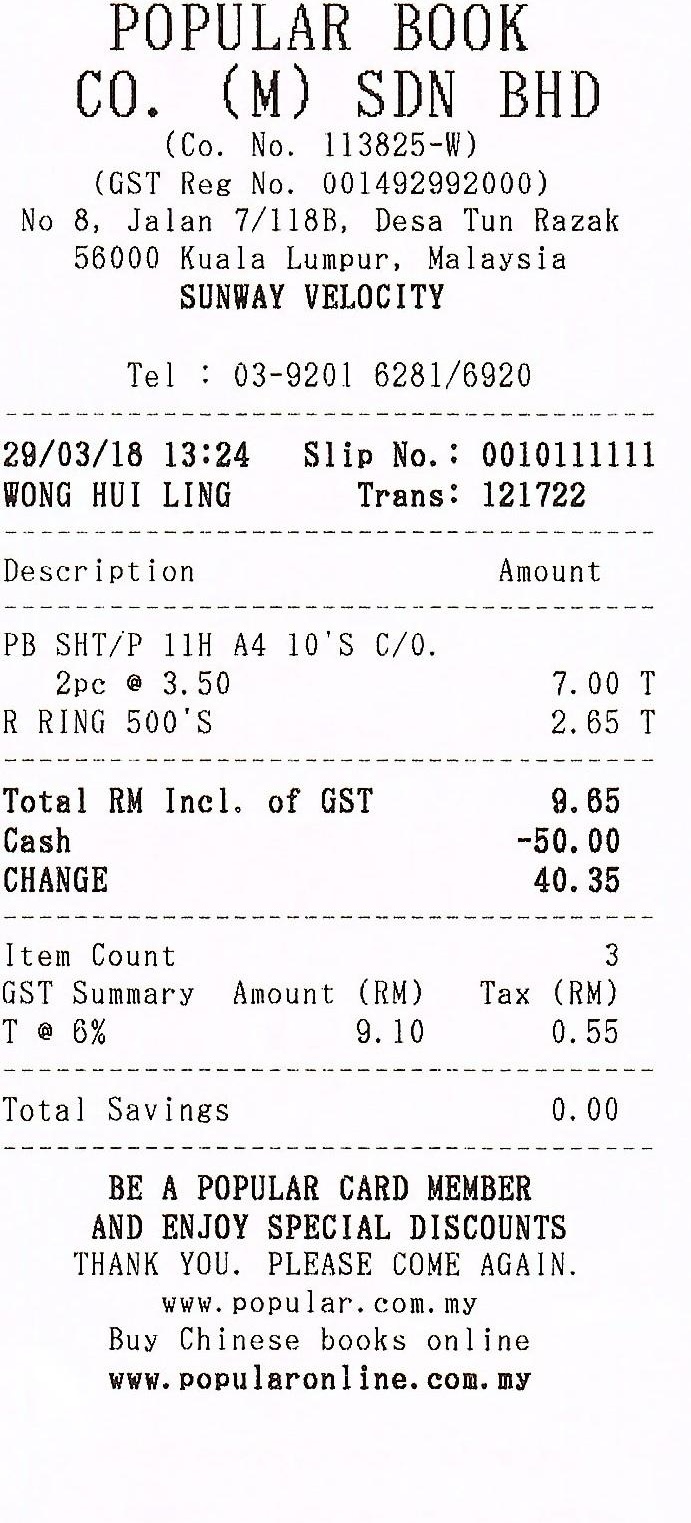 POPULAR BOOK
CO. (M) SDN BHD
(Co. No. 113825-W)
(GST Reg No. 001492992000)
No 8, Jalan 7/118B, Desa Tun Razak
56000 Kuala Lumpur, Malaysia
SUNWAY VELOCITY
Tel : 03-9201 6281/6920
29/03/18 13:24 Slip No.: 0010111111
WONG HUI LING Trans: 121722
Description Amount
PB SHT/P 11H A4 10'S C/O.
2pc @ 3.50 7.00 T
R RING 500'S 2.65 T
Total RM Incl. of GST 9.65
Cash -50.00
CHANGE 40.35
Item Count 3
GST Summary Amount (RM) Tax (RM)
T @ 6% 9.10 0.55
Total Savings 0.00
BE A POPULAR CARD MEMBER
AND ENJOY SPECIAL DISCOUNTS
THANK YOU. PLEASE COME AGAIN.
www.popular.com.my
Buy Chinese books online
www.popularonline.com.my